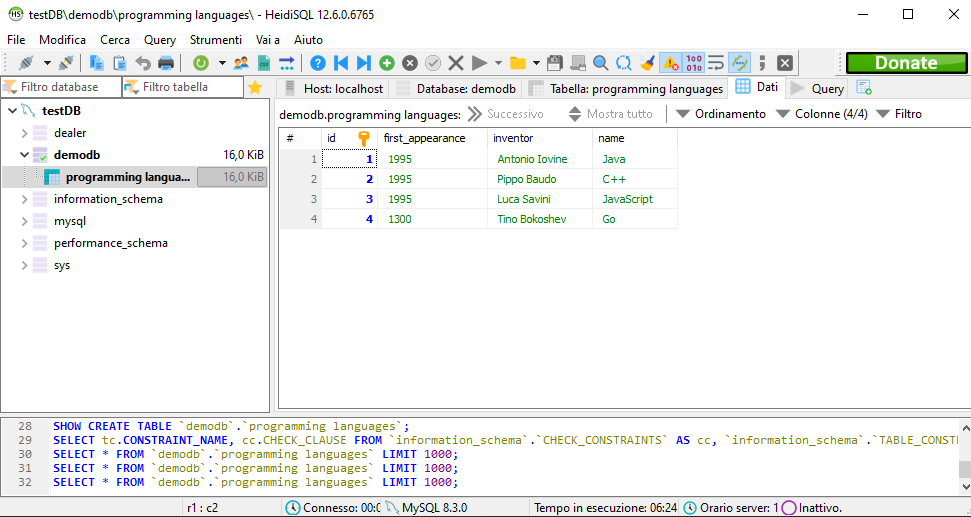 testDB\demodb\programming languages\ - HeidiSQL 12.6.0.6765
File Modifica Cerca Query Strumenti Vai a Aiuto
Donate
Filtro database Filtro tabella
Host: localhost Database: demodb Tabella: programming languages Dati Query
testDB
dealer
demodb 16,0 KiB
programming langua... 16,0 KiB
information_schema
mysql
performance_schema
sys
demodb.programming languages: Successivo Mostra tutto Ordinamento Colonne (4/4) Filtro
# id first_appearance inventor name
1 1 1995 Antonio Iovine Java
2 2 1995 Pippo Baudo C++
3 3 1995 Luca Savini JavaScript
4 4 1300 Tino Bokoshev Go
28 SHOW CREATE TABLE `demodb`.`programming languages`;
29 SELECT tc.CONSTRAINT_NAME, cc.CHECK_CLAUSE FROM `information_schema`.`CHECK_CONSTRAINTS` AS cc, `information_schema`.`TABLE_CONST
30 SELECT * FROM `demodb`.`programming languages` LIMIT 1000;
31 SELECT * FROM `demodb`.`programming languages` LIMIT 1000;
32 SELECT * FROM `demodb`.`programming languages` LIMIT 1000;
r1 : c2 Connesso: 00:0 MySQL 8.3.0 Tempo in esecuzione: 06:24 Orario server: 1 Inattivo.